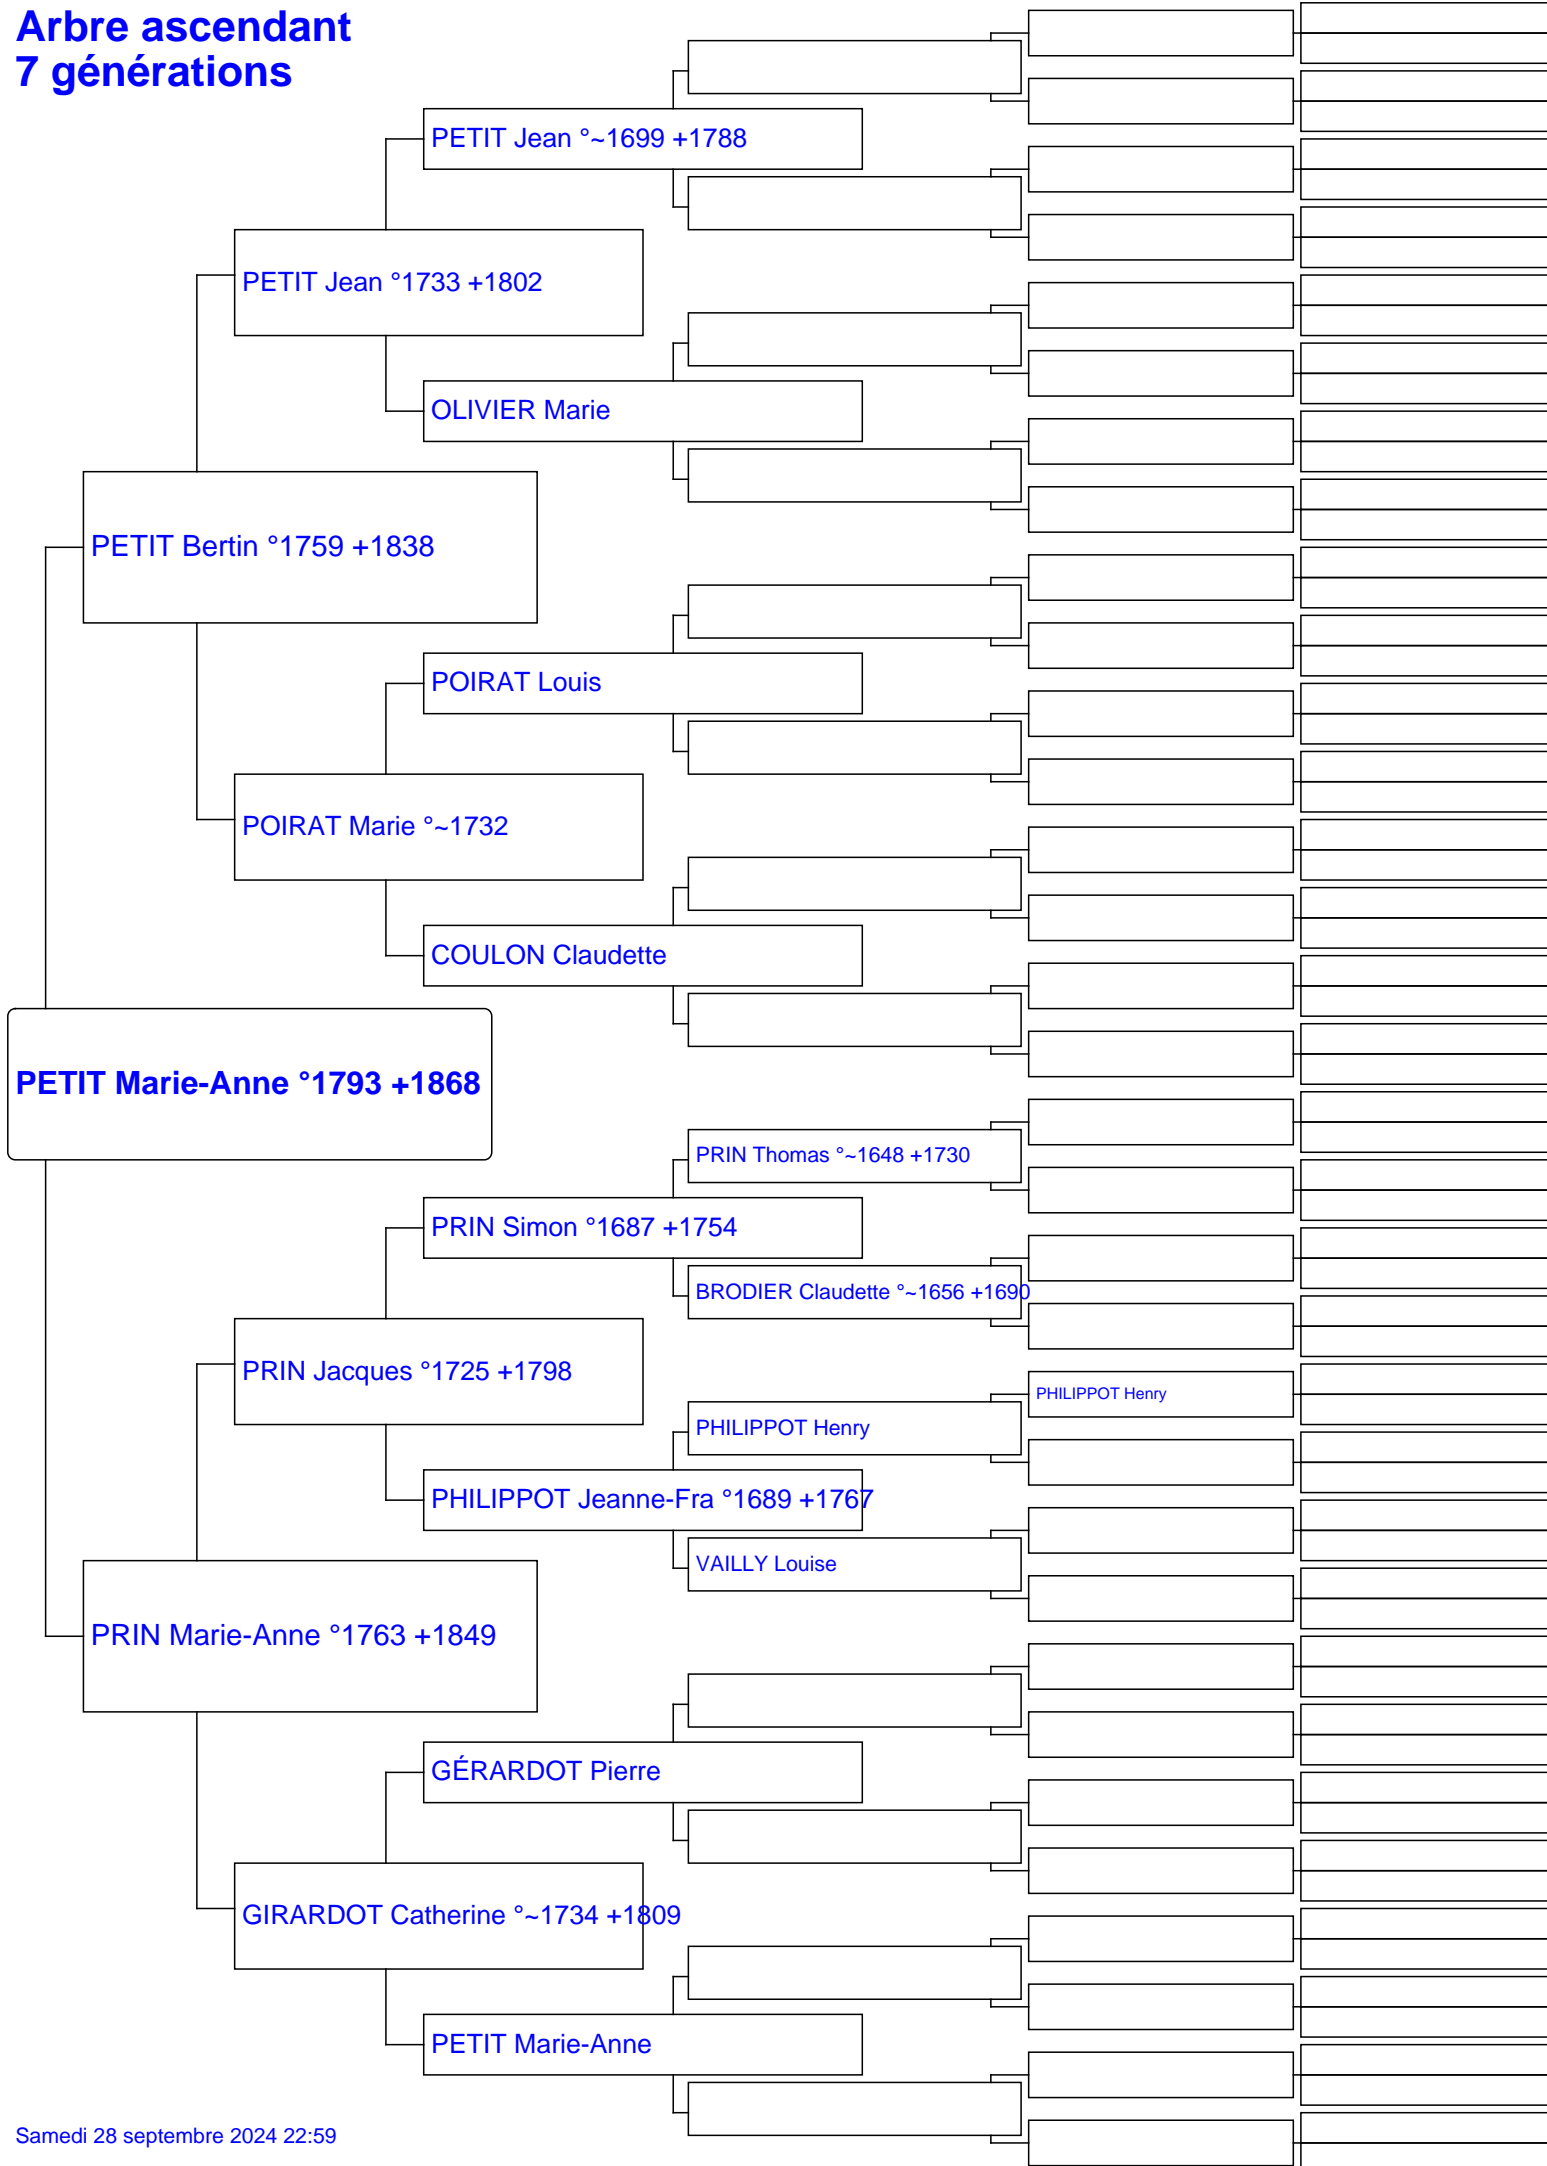 Arbre ascendant
7 générations
PETIT Jean °~1699 +1788
PETIT Jean °1733 +1802
OLIVIER Marie
PETIT Bertin °1759 +1838
POIRAT Louis
POIRAT Marie °~1732
COULON Claudette
PETIT Marie-Anne °1793 +1868
PRIN Thomas °~1648 +1730
PRIN Simon °1687 +1754
BRODIER Claudette °~1656 +1690
PRIN Jacques °1725 +1798
PHILIPPOT Henry
PHILIPPOT Henry
PHILIPPOT Jeanne-Fra °1689 +1767
VAILLY Louise
PRIN Marie-Anne °1763 +1849
GÉRARDOT Pierre
GIRARDOT Catherine °~1734 +1809
PETIT Marie-Anne
Samedi 28 septembre 2024 22:59